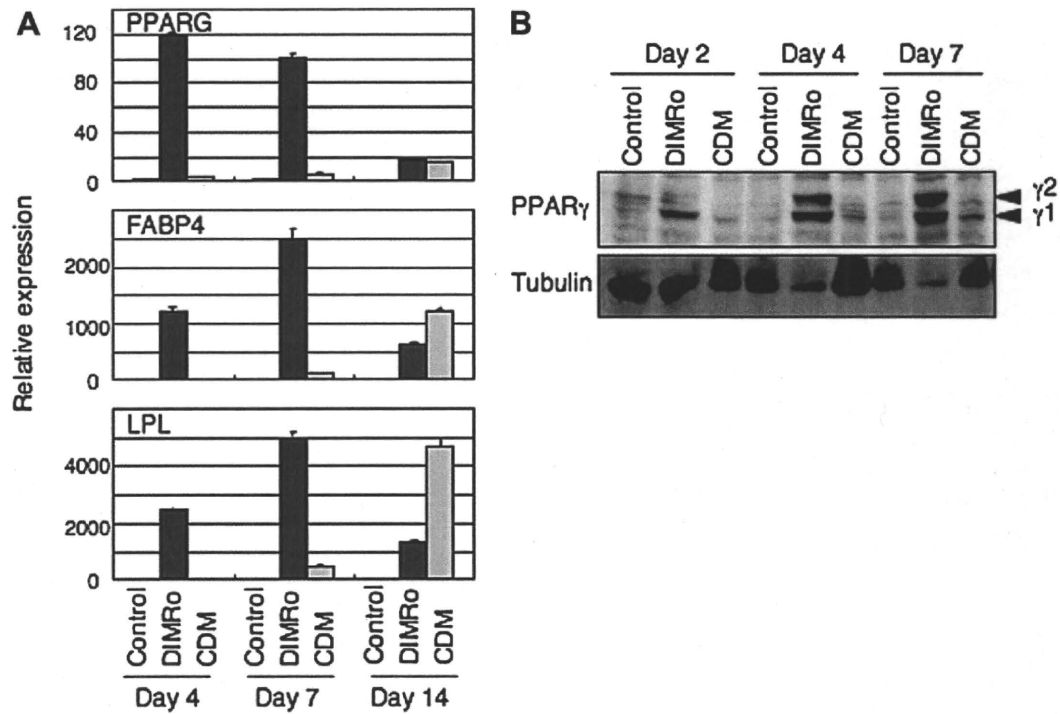 A
Relative expression
PPARG
120
80
40
0
FABP4
2000
1000
0
LPL
4000
2000
0
Control DIMRo CDM Control DIMRo CDM Control DIMRo CDM
Day 4 Day 7 Day 14
B
Day 2 Day 4 Day 7
Control DIMRo CDM Control DIMRo CDM Control DIMRo CDM
PPARγ
γ2
γ1
Tubulin